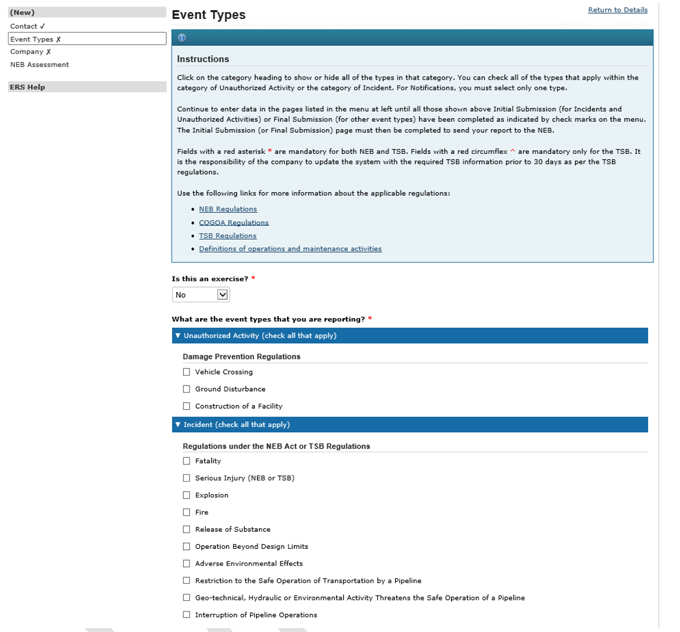 (New)
Contact ✓
Event Types ✗
Company ✗
NEB Assessment
ERS Help
Event Types
Return to Details
Instructions
Click on the category heading to show or hide all of the types in that category. You can check all of the types that apply within the
category of Unauthorized Activity or the category of Incident. For Notifications, you must select only one type.
Continue to enter data in the pages listed in the menu at left until all those shown above Initial Submission (for Incidents and
Unauthorized Activities) or Final Submission (for other event types) have been completed as indicated by check marks on the menu.
The Initial Submission (or Final Submission) page must then be completed to send your report to the NEB.
Fields with a red asterisk * are mandatory for both NEB and TSB. Fields with a red circumflex ^ are mandatory only for the TSB. It
is the responsibility of the company to update the system with the required TSB information prior to 30 days as per the TSB
regulations.
Use the following links for more information about the applicable regulations:
• NEB Regulations
• COGOA Regulations
• TSB Regulations
• Definitions of operations and maintenance activities
Is this an exercise? *
No
What are the event types that you are reporting? *
▼ Unauthorized Activity (check all that apply)
Damage Prevention Regulations
Vehicle Crossing
Ground Disturbance
Construction of a Facility
▼ Incident (check all that apply)
Regulations under the NEB Act or TSB Regulations
Fatality
Serious Injury (NEB or TSB)
Explosion
Fire
Release of Substance
Operation Beyond Design Limits
Adverse Environmental Effects
Restriction to the Safe Operation of Transportation by a Pipeline
Geo-technical, Hydraulic or Environmental Activity Threatens the Safe Operation of a Pipeline
Interruption of Pipeline Operations